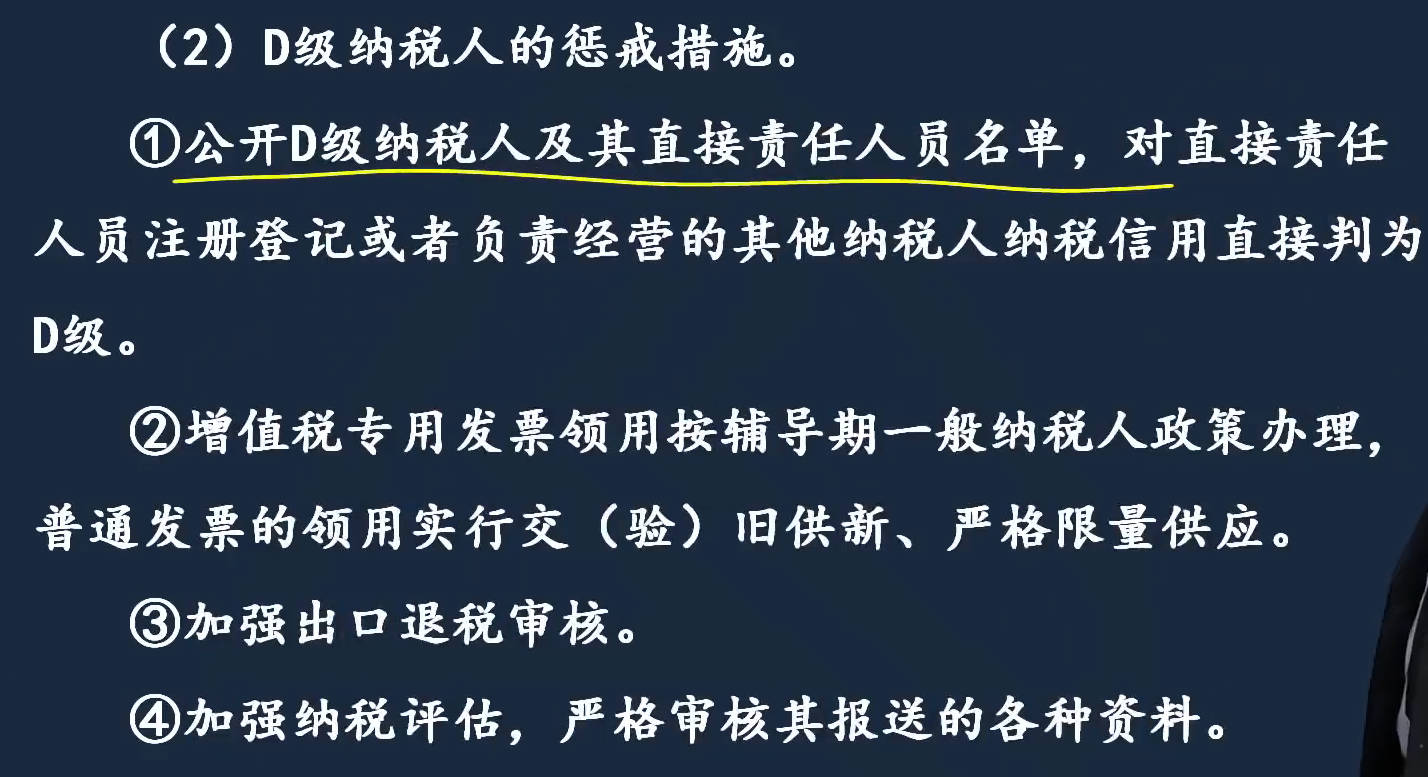 （2）D级纳税人的惩戒措施。
①公开D级纳税人及其直接责任人员名单，对直接责任
人员注册登记或者负责经营的其他纳税人纳税信用直接判为
D级。
②增值税专用发票领用按辅导期一般纳税人政策办理，
普通发票的领用实行交（验）旧供新、严格限量供应。
③加强出口退税审核。
④加强纳税评估，严格审核其报送的各种资料。